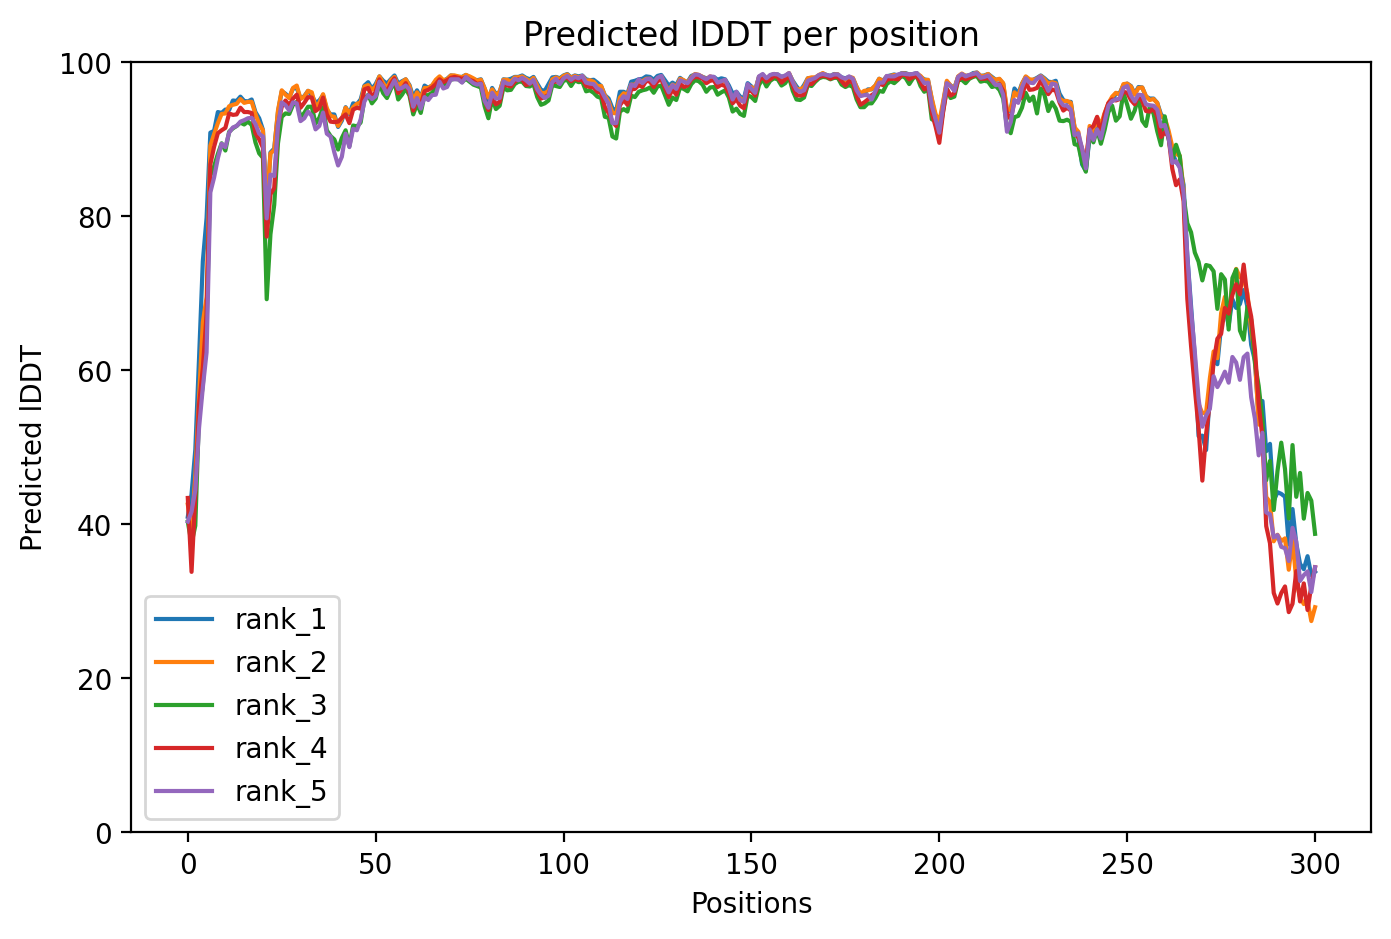 Predicted lDDT per position
100
80
60
40
20
0
Predicted lDDT
rank_1
rank_2
rank_3
rank_4
rank_5
0 50 100 150 200 250 300
Positions